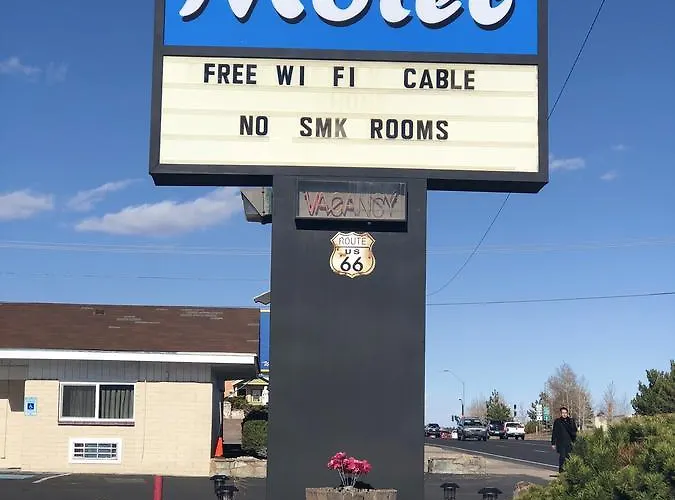 Motel
FREE WI FI CABLE
NO SMK ROOMS
VACANCY
ROUTE
US
66